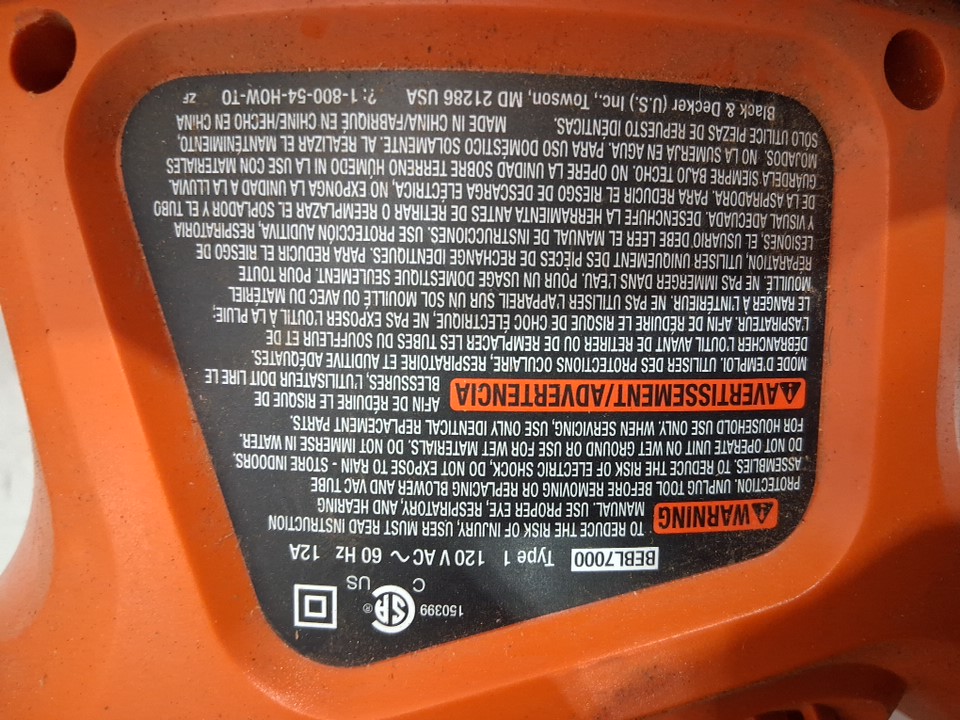 150399 SA ® C US
BEBL7000 Type 1 120 V AC ~ 60 Hz 12A
⚠WARNING TO REDUCE THE RISK OF INJURY, USER MUST READ INSTRUCTION
MANUAL. USE PROPER EYE, RESPIRATORY, AND HEARING
PROTECTION. UNPLUG TOOL BEFORE REMOVING OR REPLACING BLOWER AND VAC TUBE
ASSEMBLIES. TO REDUCE THE RISK OF ELECTRIC SHOCK, DO NOT EXPOSE TO RAIN - STORE INDOORS.
DO NOT OPERATE UNIT ON WET GROUND OR USE FOR WET MATERIALS. DO NOT IMMERSE IN WATER.
FOR HOUSEHOLD USE ONLY, WHEN SERVICING, USE ONLY IDENTICAL REPLACEMENT PARTS.
⚠AVERTISSEMENT/ADVERTENCIA AFIN DE RÉDUIRE LE RISQUE DE
BLESSURES, L'UTILISATEUR DOIT LIRE LE
MODE D'EMPLOI. UTILISER DES PROTECTIONS OCULAIRE, RESPIRATOIRE ET AUDITIVE ADÉQUATES.
DÉBRANCHER L'OUTIL AVANT DE RETIRER OU DE REMPLACER LES TUBES DU SOUFFLEUR ET DE
L'ASPIRATEUR. AFIN DE RÉDUIRE LE RISQUE DE CHOC ÉLECTRIQUE, NE PAS EXPOSER L'OUTIL À LA PLUIE;
LE RANGER À L'INTÉRIEUR. NE PAS UTILISER L'APPAREIL SUR UN SOL MOUILLÉ OU AVEC DU MATÉRIEL
MOUILLÉ. NE PAS IMMERGER DANS L'EAU. POUR UN USAGE DOMESTIQUE SEULEMENT. POUR TOUTE
RÉPARATION, UTILISER UNIQUEMENT DES PIÈCES DE RECHANGE IDENTIQUES. PARA REDUCIR EL RIESGO DE
LESIONES, EL USUARIO DEBE LEER EL MANUAL DE INSTRUCCIONES. USE PROTECCIÓN AUDITIVA, RESPIRATORIA
Y VISUAL ADECUADA. DESENCHUFE LA HERRAMIENTA ANTES DE RETIRAR O REEMPLAZAR EL SOPLADOR Y EL TUBO
DE LA ASPIRADORA. PARA REDUCIR EL RIESGO DE DESCARGA ELÉCTRICA, NO EXPONGA LA UNIDAD A LA LLUVIA.
GUARDELA SIEMPRE BAJO TECHO. NO OPERE LA UNIDAD SOBRE TERRENO HÚMEDO NI LA USE CON MATERIALES
MOJADOS. NO LA SUMERJA EN AGUA. PARA USO DOMÉSTICO SOLAMENTE. AL REALIZAR EL MANTENIMIENTO,
SÓLO UTILICE PIEZAS DE REPUESTO IDÉNTICAS. MADE IN CHINA/FABRIQUÉ EN CHINE/HECHO EN CHINA
Black & Decker (U.S.) Inc., Towson, MD 21286 USA ?: 1-800-54-HOW-TO ZF